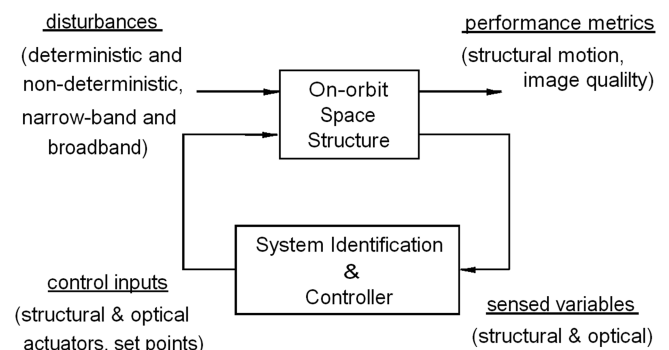 disturbances
(deterministic and
non-deterministic,
narrow-band and
broadband)
performance metrics
(structural motion,
image qualilty)
On-orbit
Space
Structure
System Identification
&
Controller
control inputs
(structural & optical
actuators, set points)
sensed variables
(structural & optical)